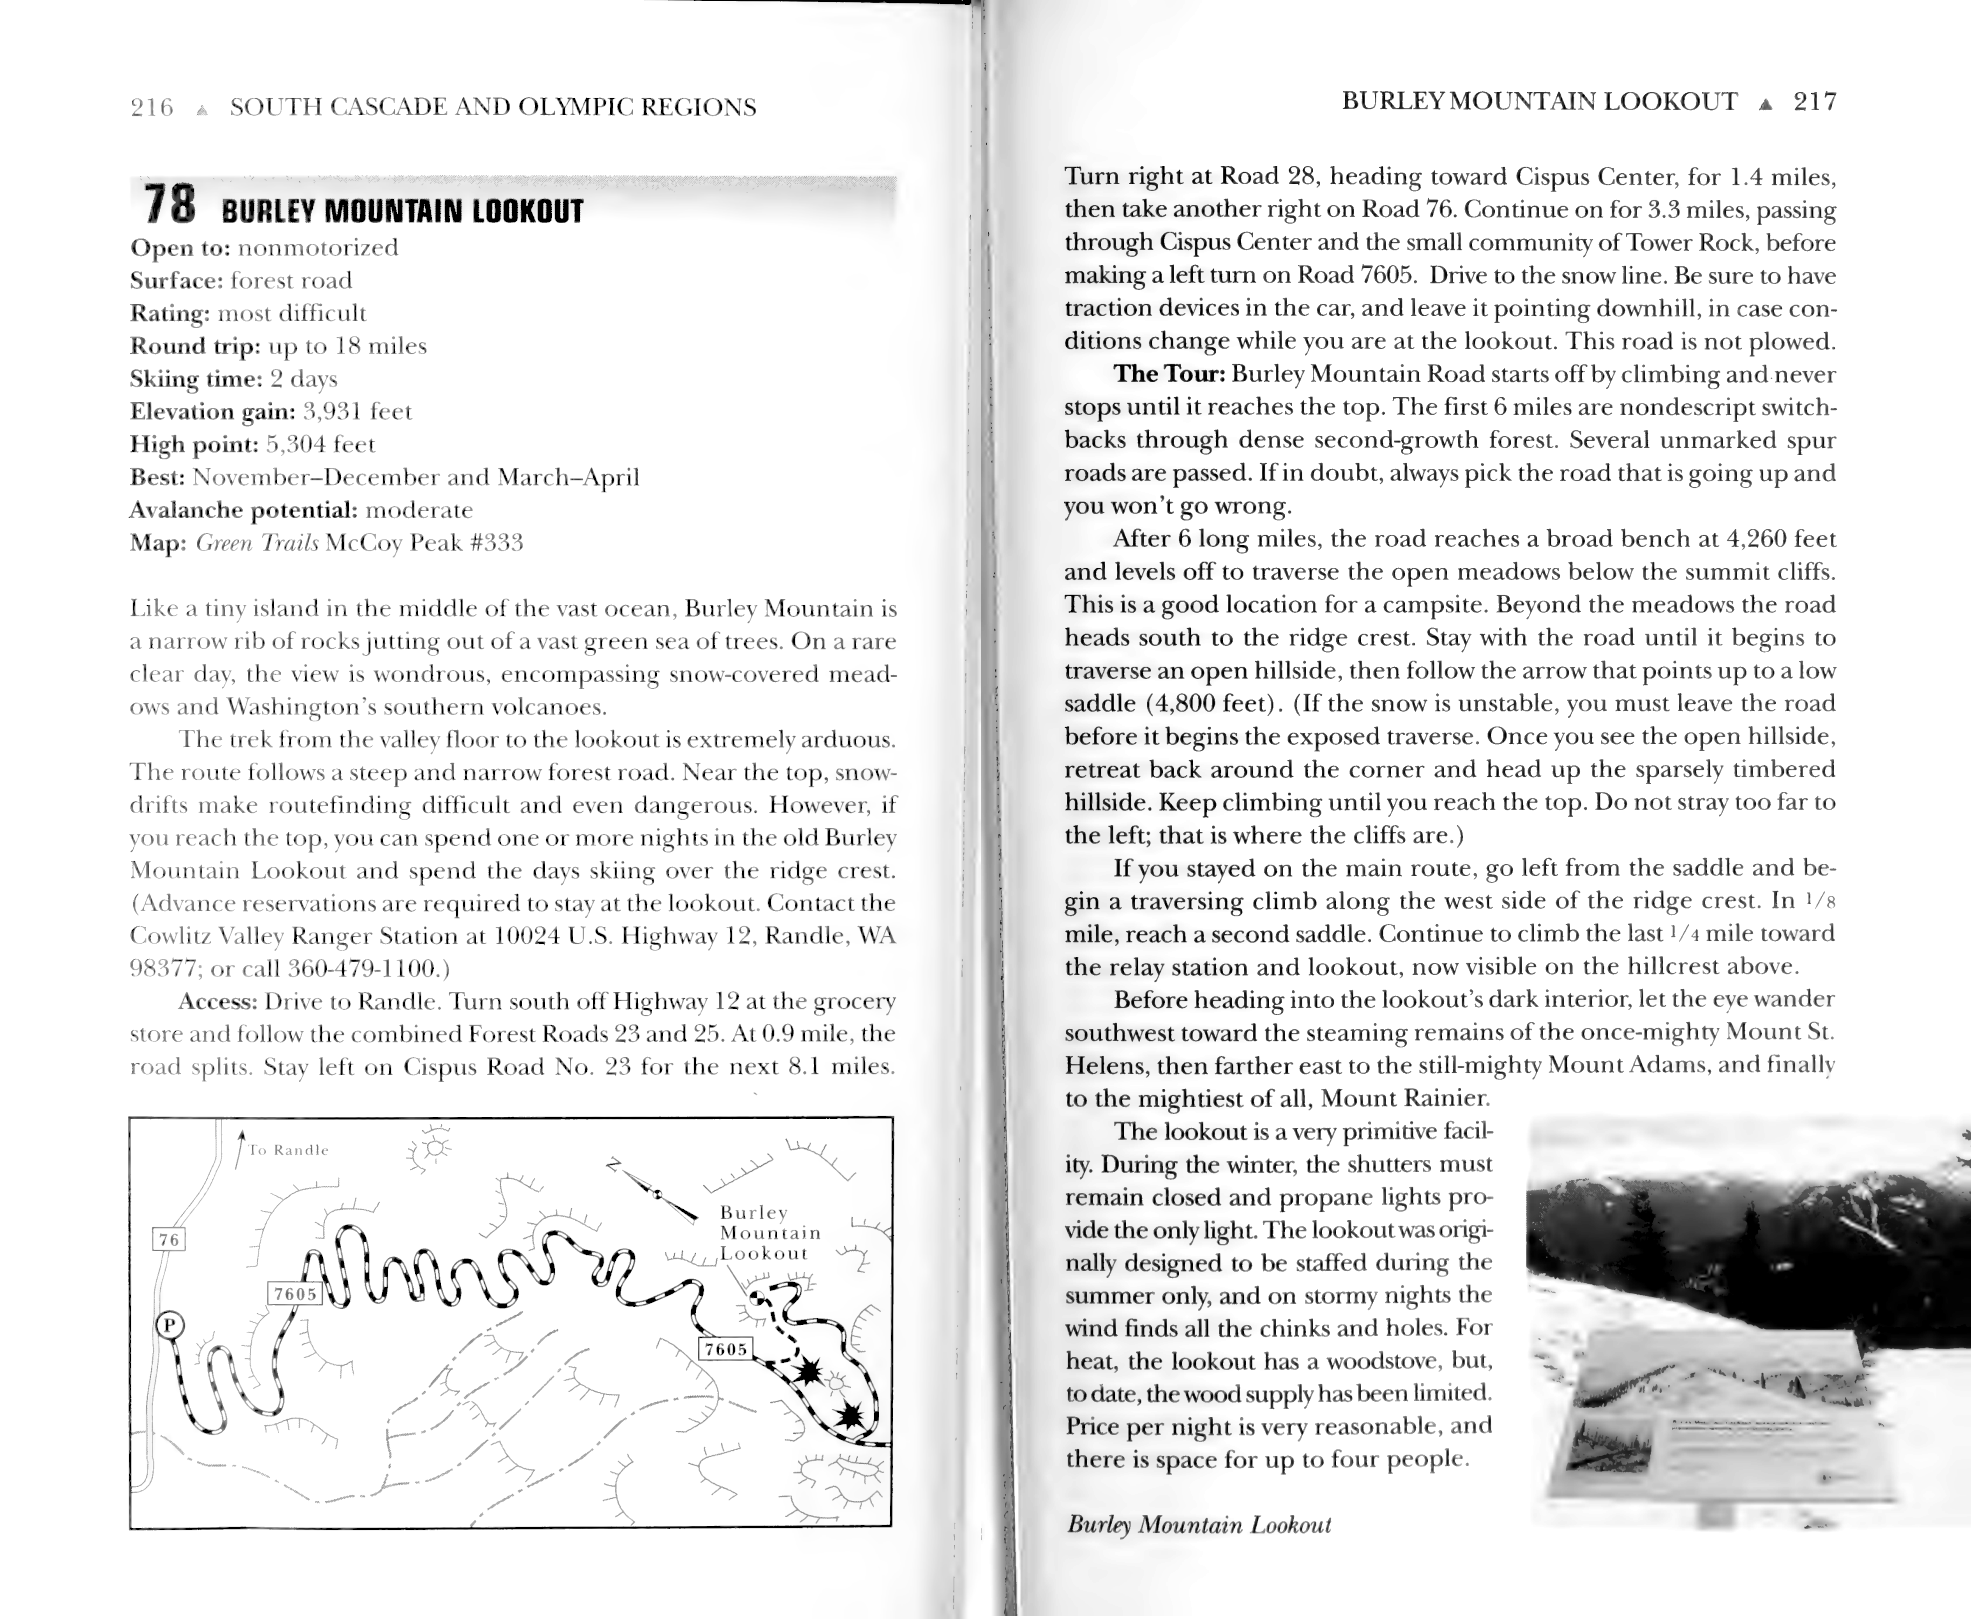 216 ▲ SOUTH CASCADE AND OLYMPIC REGIONS
78 BURLEY MOUNTAIN LOOKOUT
Open to: nonmotorized
Surface: forest road
Rating: most difficult
Round trip: up to 18 miles
Skiing time: 2 days
Elevation gain: 3,931 feet
High point: 5,304 feet
Best: November–December and March–April
Avalanche potential: moderate
Map: Green Trails McCoy Peak #333
Like a tiny island in the middle of the vast ocean, Burley Mountain is
a narrow rib of rocks jutting out of a vast green sea of trees. On a rare
clear day, the view is wondrous, encompassing snow-covered mead-
ows and Washington's southern volcanoes.
The trek from the valley floor to the lookout is extremely arduous.
The route follows a steep and narrow forest road. Near the top, snow-
drifts make routefinding difficult and even dangerous. However, if
you reach the top, you can spend one or more nights in the old Burley
Mountain Lookout and spend the days skiing over the ridge crest.
(Advance reservations are required to stay at the lookout. Contact the
Cowlitz Valley Ranger Station at 10024 U.S. Highway 12, Randle, WA
98377; or call 360-479-1100.)
Access: Drive to Randle. Turn south off Highway 12 at the grocery
store and follow the combined Forest Roads 23 and 25. At 0.9 mile, the
road splits. Stay left on Cispus Road No. 23 for the next 8.1 miles.
To Randle
N
Burley
Mountain
Lookout
76
7605
P
7605
BURLEY MOUNTAIN LOOKOUT ▲ 217
Turn right at Road 28, heading toward Cispus Center, for 1.4 miles,
then take another right on Road 76. Continue on for 3.3 miles, passing
through Cispus Center and the small community of Tower Rock, before
making a left turn on Road 7605. Drive to the snow line. Be sure to have
traction devices in the car, and leave it pointing downhill, in case con-
ditions change while you are at the lookout. This road is not plowed.
The Tour: Burley Mountain Road starts off by climbing and never
stops until it reaches the top. The first 6 miles are nondescript switch-
backs through dense second-growth forest. Several unmarked spur
roads are passed. If in doubt, always pick the road that is going up and
you won't go wrong.
After 6 long miles, the road reaches a broad bench at 4,260 feet
and levels off to traverse the open meadows below the summit cliffs.
This is a good location for a campsite. Beyond the meadows the road
heads south to the ridge crest. Stay with the road until it begins to
traverse an open hillside, then follow the arrow that points up to a low
saddle (4,800 feet). (If the snow is unstable, you must leave the road
before it begins the exposed traverse. Once you see the open hillside,
retreat back around the corner and head up the sparsely timbered
hillside. Keep climbing until you reach the top. Do not stray too far to
the left; that is where the cliffs are.)
If you stayed on the main route, go left from the saddle and be-
gin a traversing climb along the west side of the ridge crest. In 1/8
mile, reach a second saddle. Continue to climb the last 1/4 mile toward
the relay station and lookout, now visible on the hillcrest above.
Before heading into the lookout's dark interior, let the eye wander
southwest toward the steaming remains of the once-mighty Mount St.
Helens, then farther east to the still-mighty Mount Adams, and finally
to the mightiest of all, Mount Rainier.
The lookout is a very primitive facil-
ity. During the winter, the shutters must
remain closed and propane lights pro-
vide the only light. The lookout was origi-
nally designed to be staffed during the
summer only, and on stormy nights the
wind finds all the chinks and holes. For
heat, the lookout has a woodstove, but,
to date, the wood supply has been limited.
Price per night is very reasonable, and
there is space for up to four people.
Burley Mountain Lookout